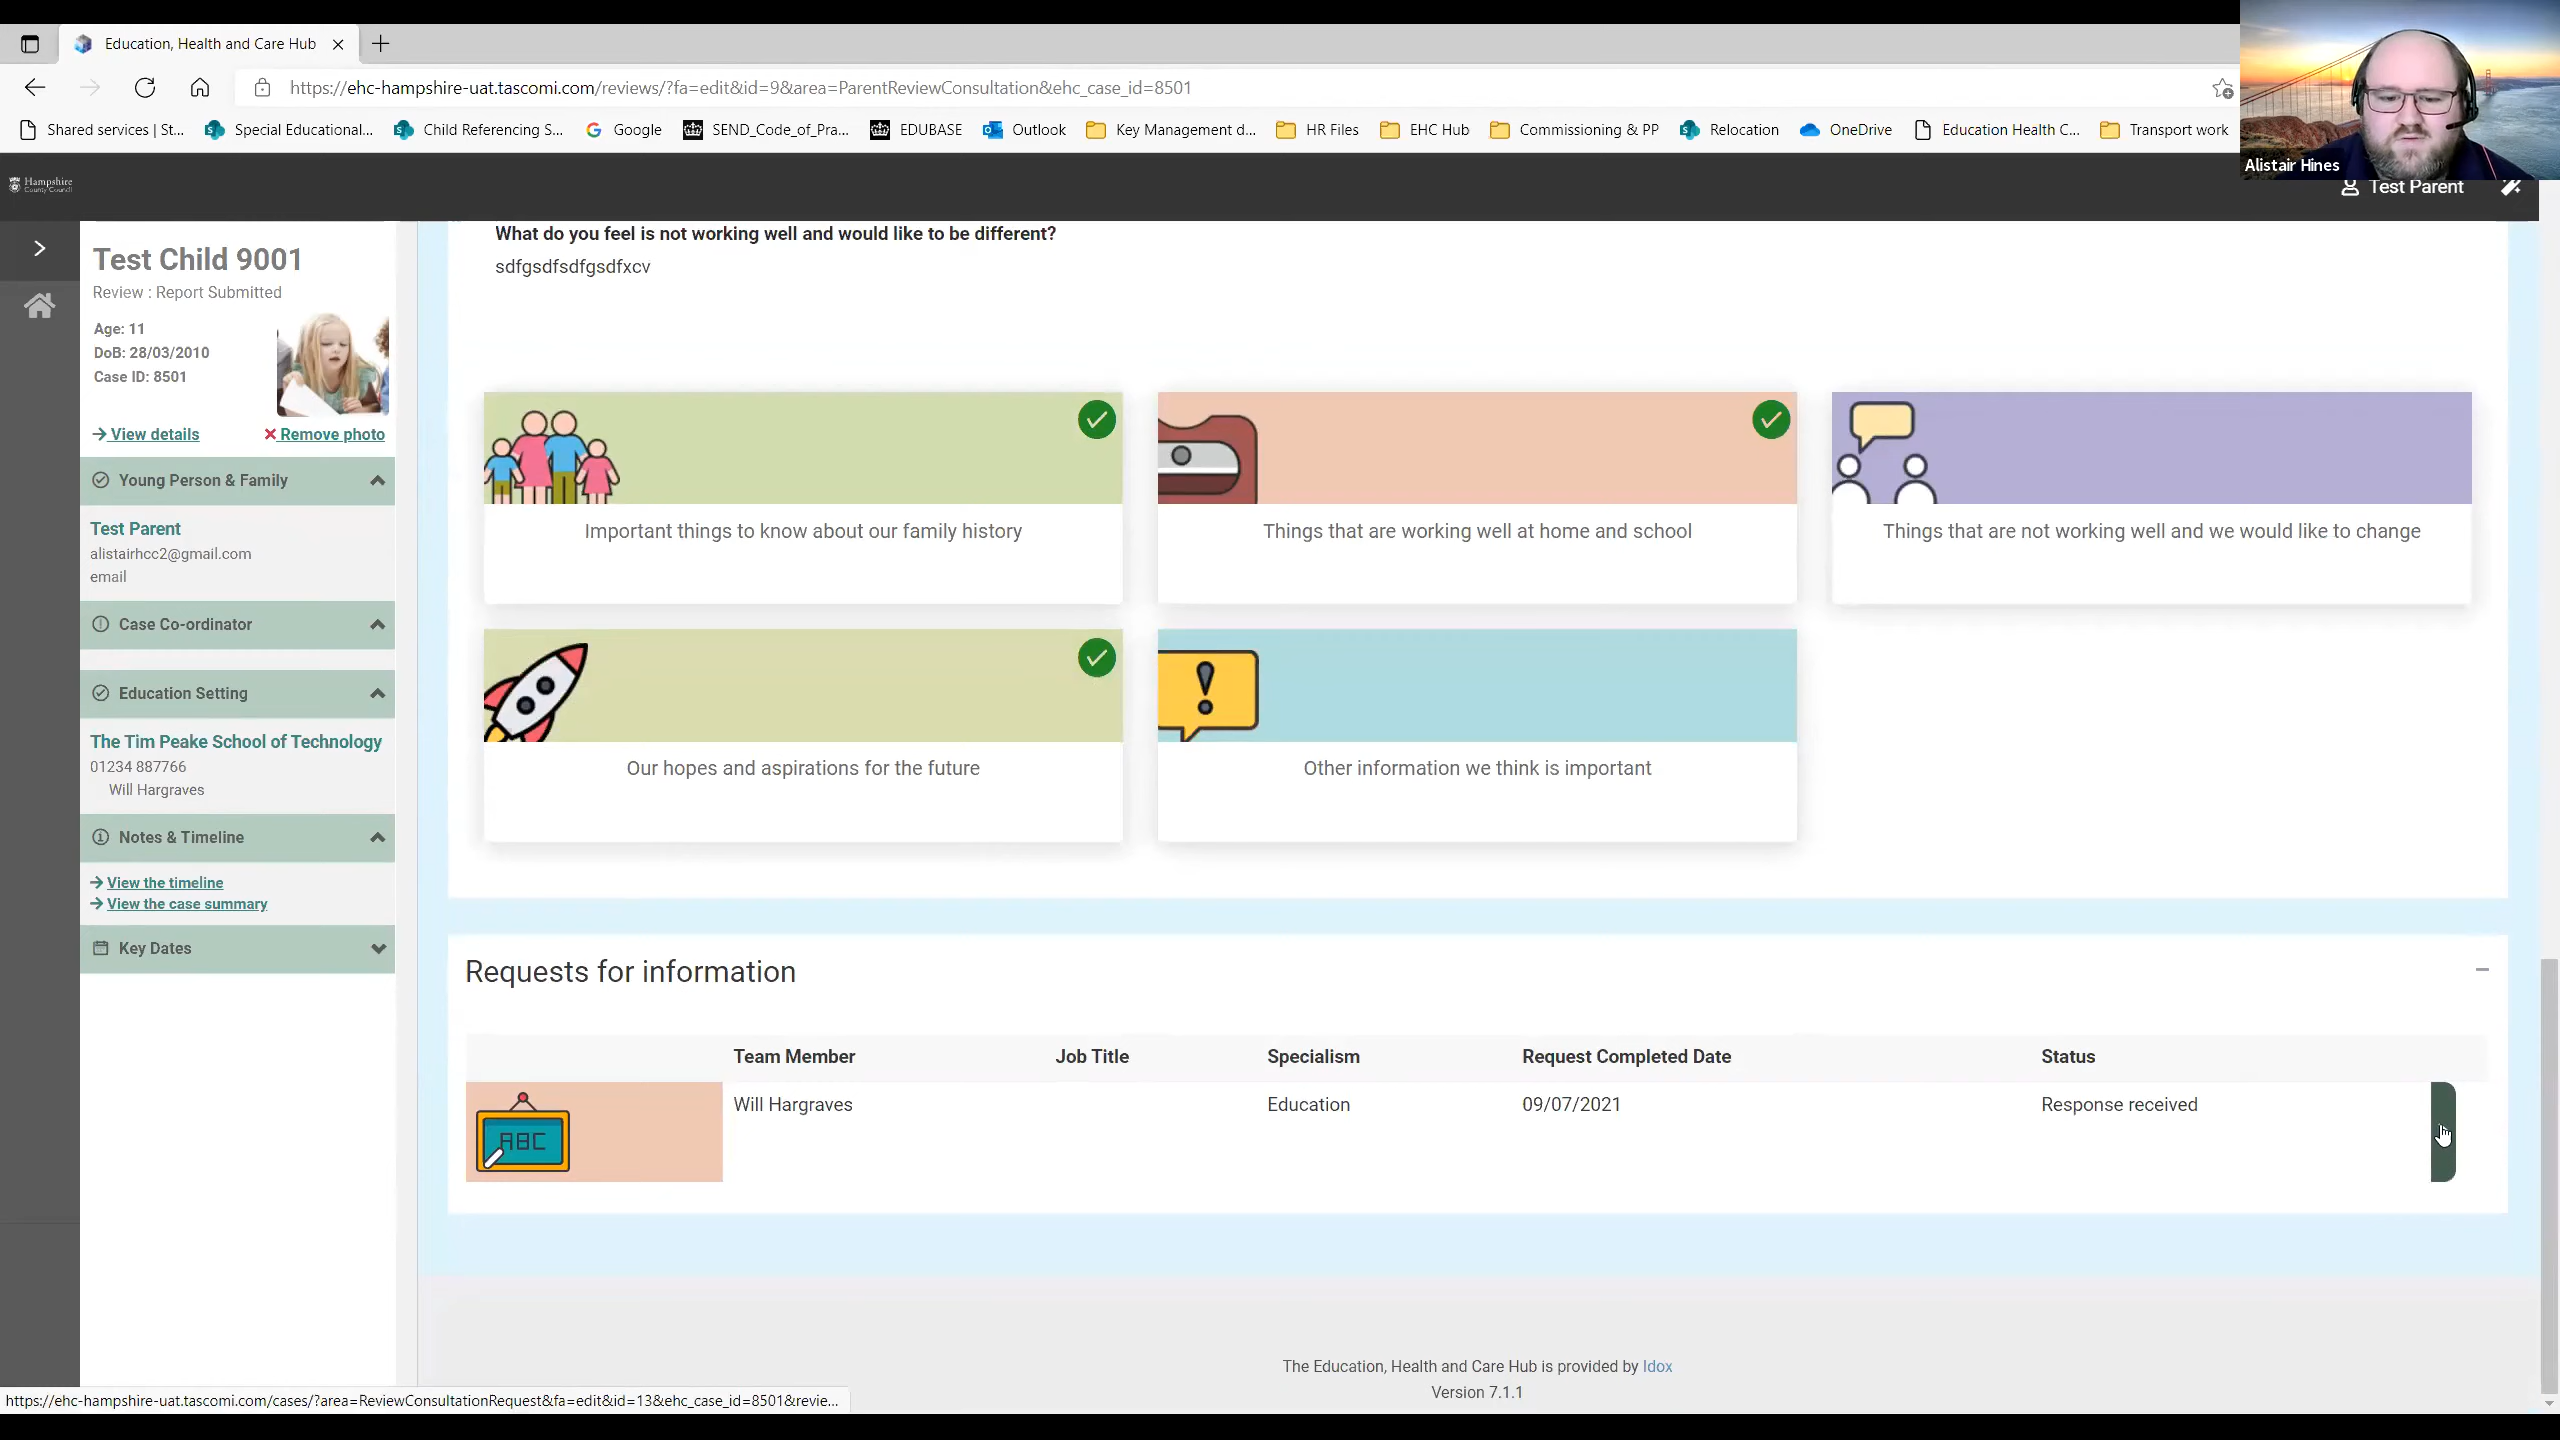 Education, Health and Care Hub
https://ehc-hampshire-uat.tascomi.com/reviews/?fa=edit&id=9&area=ParentReviewConsultation&ehc_case_id=8501
Shared services | St... Special Educational... Child Referencing S... Google SEND_Code_of_Pra... EDUBASE Outlook Key Management d... HR Files EHC Hub Commissioning & PP Relocation OneDrive Education Health C... Transport work
Alistair Hines
Hampshire
County Council
Test Parent
Test Child 9001
Review : Report Submitted
Age: 11
DoB: 28/03/2010
Case ID: 8501
View details Remove photo
Young Person & Family
Test Parent
alistairhcc2@gmail.com
email
Case Co-ordinator
Education Setting
The Tim Peake School of Technology
01234 887766
Will Hargraves
Notes & Timeline
View the timeline
View the case summary
Key Dates
What do you feel is not working well and would like to be different?
sdfgsdfsdfgsdfxcv
Important things to know about our family history
Things that are working well at home and school
Things that are not working well and we would like to change
Our hopes and aspirations for the future
Other information we think is important
Requests for information
Team Member Job Title Specialism Request Completed Date Status
ABC
Will Hargraves Education 09/07/2021 Response received
The Education, Health and Care Hub is provided by Idox
Version 7.1.1
https://ehc-hampshire-uat.tascomi.com/cases/?area=ReviewConsultationRequest&fa=edit&id=13&ehc_case_id=8501&revie...